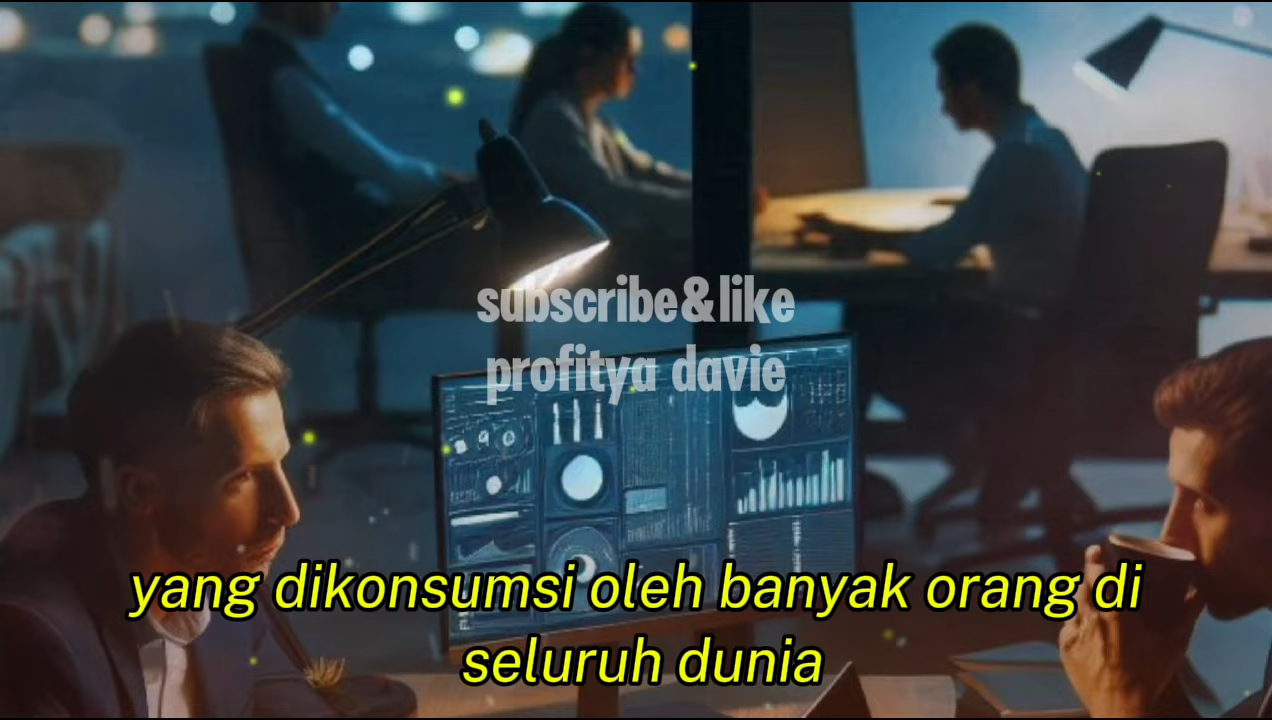 subscribe&like
profitya davie
yang dikonsumsi oleh banyak orang di
seluruh dunia